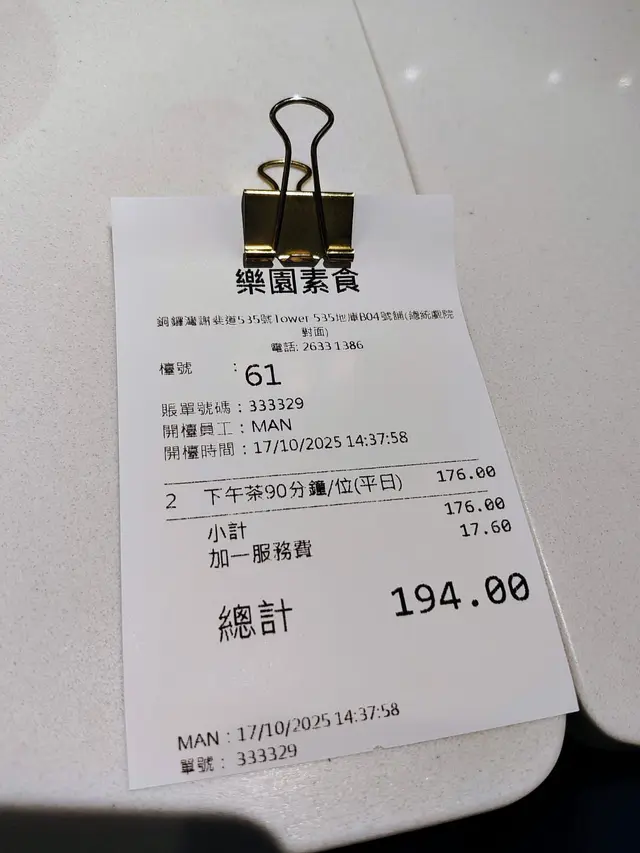 樂園素食
銅鑼灣謝斐道535號Tower 535地庫B04號舖(總統戲院
對面)
電話: 2633 1386
檯號 : 61
賬單號碼 : 333329
開檯員工 : MAN
開檯時間 : 17/10/2025 14:37:58
2 下午茶90分鐘/位(平日) 176.00
小計 176.00
加一服務費 17.60
總計 194.00
MAN : 17/10/2025 14:37:58
單號 : 333329